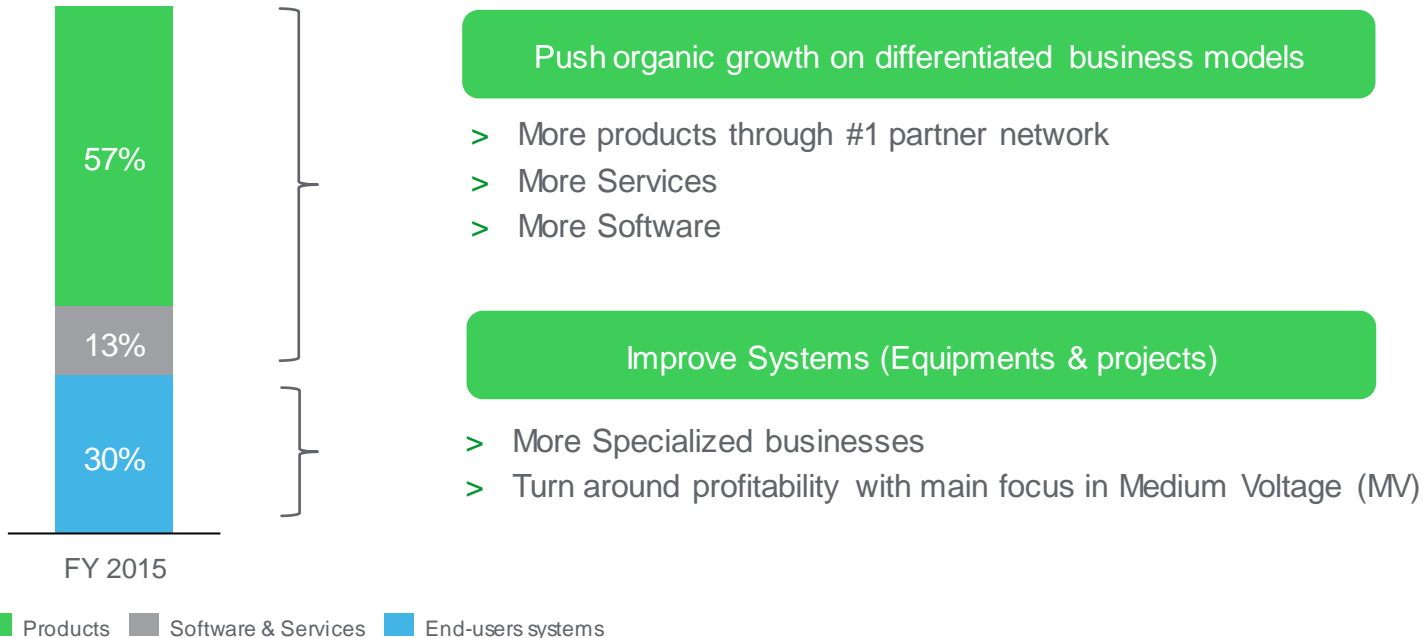 57%
13%
30%
FY 2015
Products Software & Services End-users systems
Push organic growth on differentiated business models
> More products through #1 partner network
> More Services
> More Software
Improve Systems (Equipments & projects)
> More Specialized businesses
> Turn around profitability with main focus in Medium Voltage (MV)